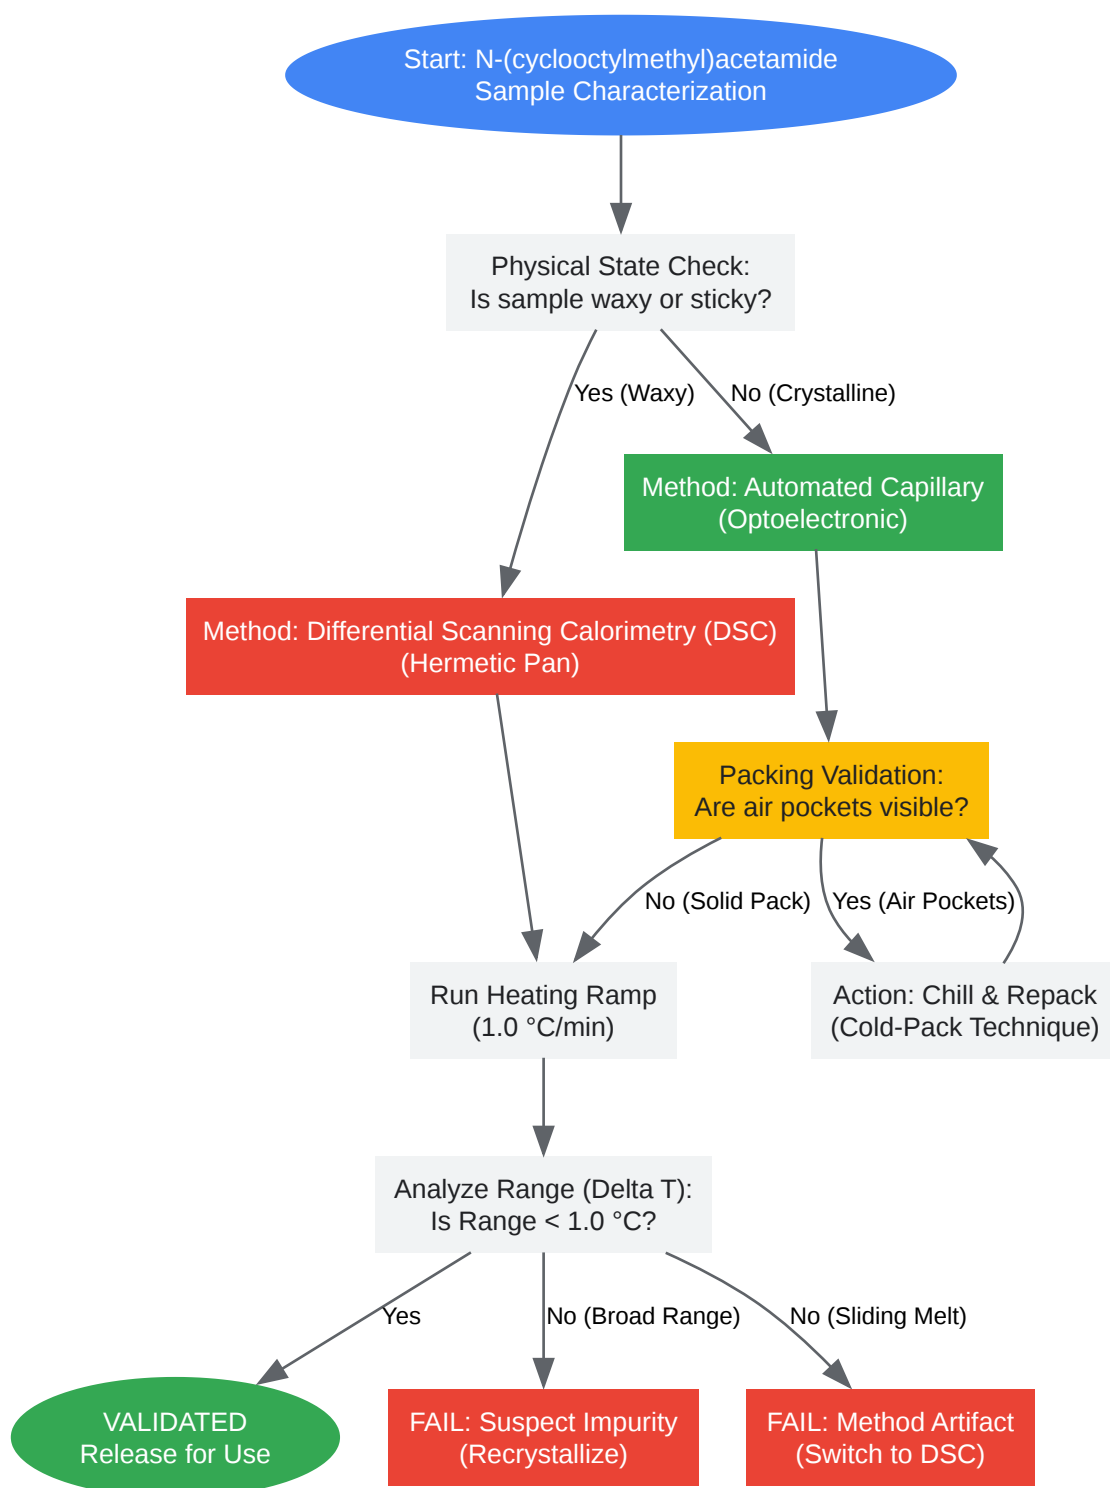 Start: N-(cyclooctylmethyl)acetamide
Sample Characterization
Physical State Check:
Is sample waxy or sticky?
Yes (Waxy)
No (Crystalline)
Method: Automated Capillary
(Optoelectronic)
Method: Differential Scanning Calorimetry (DSC)
(Hermetic Pan)
Packing Validation:
Are air pockets visible?
No (Solid Pack)
Yes (Air Pockets)
Run Heating Ramp
(1.0 °C/min)
Action: Chill & Repack
(Cold-Pack Technique)
Analyze Range (Delta T):
Is Range < 1.0 °C?
Yes
No (Broad Range)
No (Sliding Melt)
VALIDATED
Release for Use
FAIL: Suspect Impurity
(Recrystallize)
FAIL: Method Artifact
(Switch to DSC)